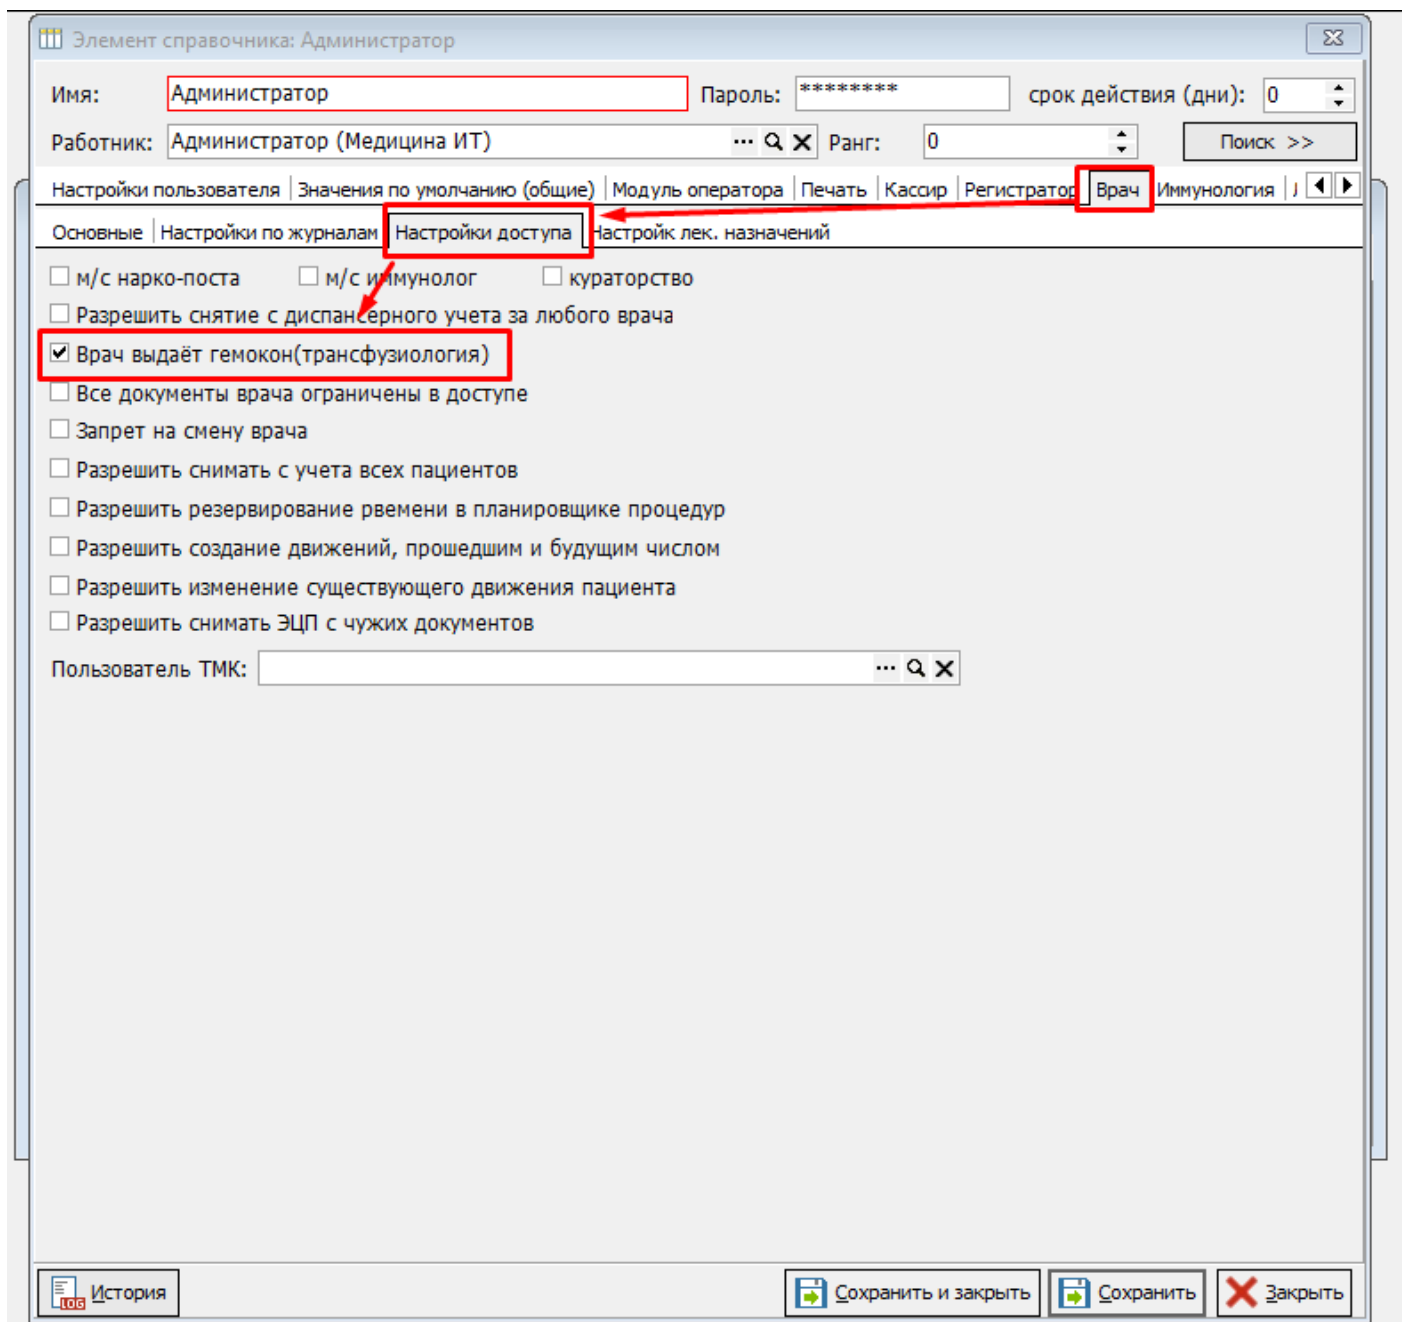 Элемент справочника: Администратор
Имя: Администратор Пароль: ******** срок действия (дни): 0
Работник: Администратор (Медицина ИТ) ... Ранг: 0 Поиск >>
Настройки пользователя Значения по умолчанию (общие) Модуль оператора Печать Кассир Регистратор Врач Иммунология
Основные Настройки по журналам Настройки доступа Настройк лек. назначений
м/с нарко-поста м/с иммунолог кураторство
Разрешить снятие с диспансерного учета за любого врача
Врач выдаёт гемокон(трансфузиология)
Все документы врача ограничены в доступе
Запрет на смену врача
Разрешить снимать с учета всех пациентов
Разрешить резервирование рвемени в планировщике процедур
Разрешить создание движений, прошедшим и будущим числом
Разрешить изменение существующего движения пациента
Разрешить снимать ЭЦП с чужих документов
Пользователь ТМК: ...
LOG История Сохранить и закрыть Сохранить Закрыть